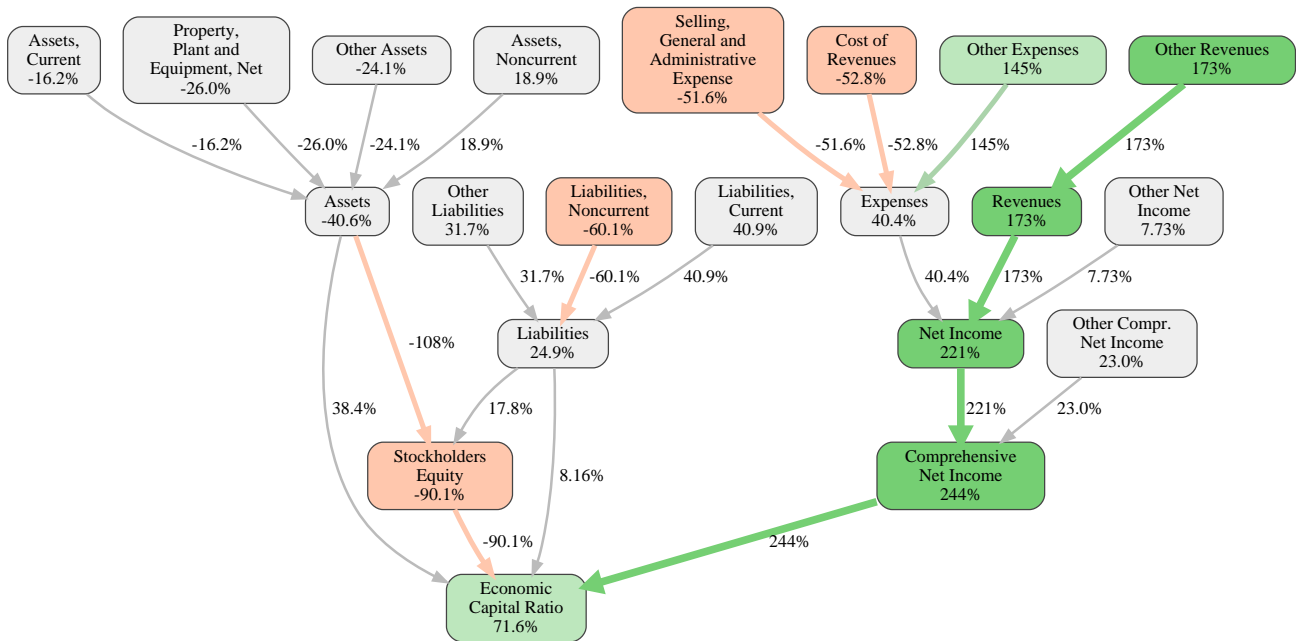 Assets,
Current
-16.2%
Property,
Plant and
Equipment, Net
-26.0%
Other Assets
-24.1%
Assets,
Noncurrent
18.9%
Selling,
General and
Administrative
Expense
-51.6%
Cost of
Revenues
-52.8%
Other Expenses
145%
Other Revenues
173%
-16.2%
-26.0%
-24.1%
18.9%
-51.6%
-52.8%
145%
173%
Assets
-40.6%
Other
Liabilities
31.7%
Liabilities,
Noncurrent
-60.1%
Liabilities,
Current
40.9%
Expenses
40.4%
Revenues
173%
Other Net
Income
7.73%
31.7%
-60.1%
40.9%
40.4%
173%
7.73%
-108%
Liabilities
24.9%
Net Income
221%
Other Compr.
Net Income
23.0%
38.4%
17.8%
221%
23.0%
Stockholders
Equity
-90.1%
8.16%
Comprehensive
Net Income
244%
-90.1%
244%
Economic
Capital Ratio
71.6%